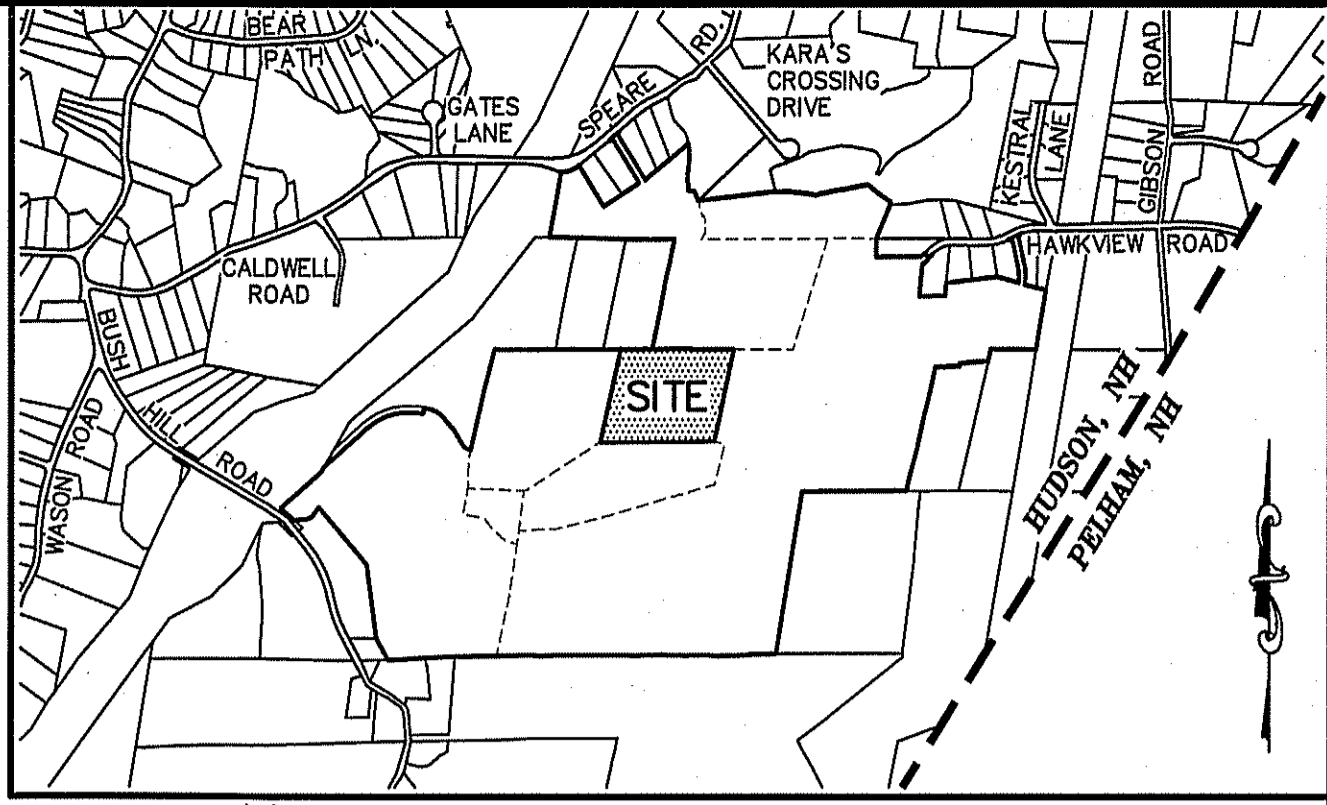 BEAR
PATH LN.
GATES
LANE
SPEARE RD.
KARA'S
CROSSING
DRIVE
KESTRAL
LANE
GIBSON ROAD
HAWKVIEW ROAD
CALDWELL
ROAD
BUSH HILL ROAD
WASON ROAD
SITE
HUDSON, NH
PELHAM, NH